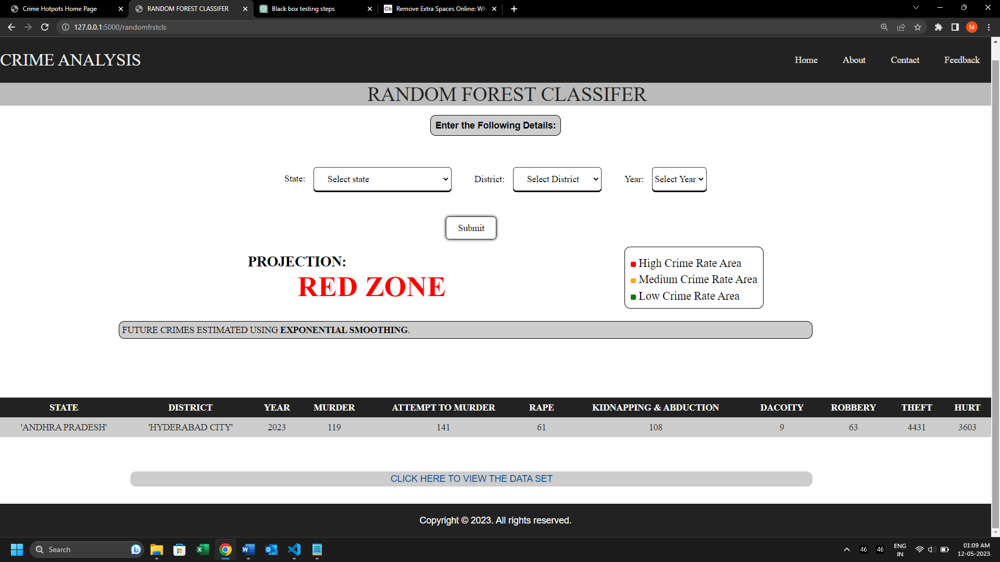 Crime Hotpots Home Page
RANDOM FOREST CLASSIFER
Black box testing steps
Cb Remove Extra Spaces Online: Wh
127.0.0.1:5000/randomfrstcls
M
CRIME ANALYSIS
Home About Contact Feedback
RANDOM FOREST CLASSIFER
Enter the Following Details:
State: Select state District: Select District Year: Select Year
Submit
PROJECTION:
RED ZONE
High Crime Rate Area
Medium Crime Rate Area
Low Crime Rate Area
FUTURE CRIMES ESTIMATED USING EXPONENTIAL SMOOTHING.
STATE DISTRICT YEAR MURDER ATTEMPT TO MURDER RAPE KIDNAPPING & ABDUCTION DACOITY ROBBERY THEFT HURT
'ANDHRA PRADESH' 'HYDERABAD CITY' 2023 119 141 61 108 9 63 4431 3603
CLICK HERE TO VIEW THE DATA SET
Copyright © 2023. All rights reserved.
Search
46 46
ENG
IN
01:09 AM
12-05-2023